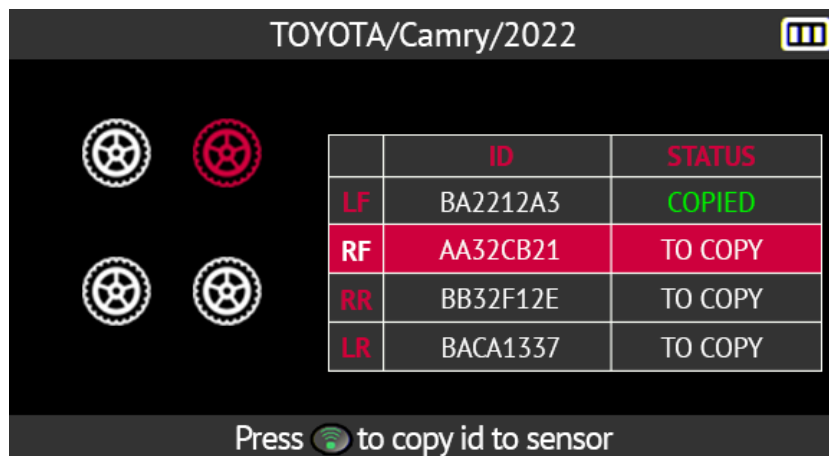 TOYOTA/Camry/2022
ID STATUS
LF BA2212A3 COPIED
RF AA32CB21 TO COPY
RR BB32F12E TO COPY
LR BACA1337 TO COPY
Press to copy id to sensor